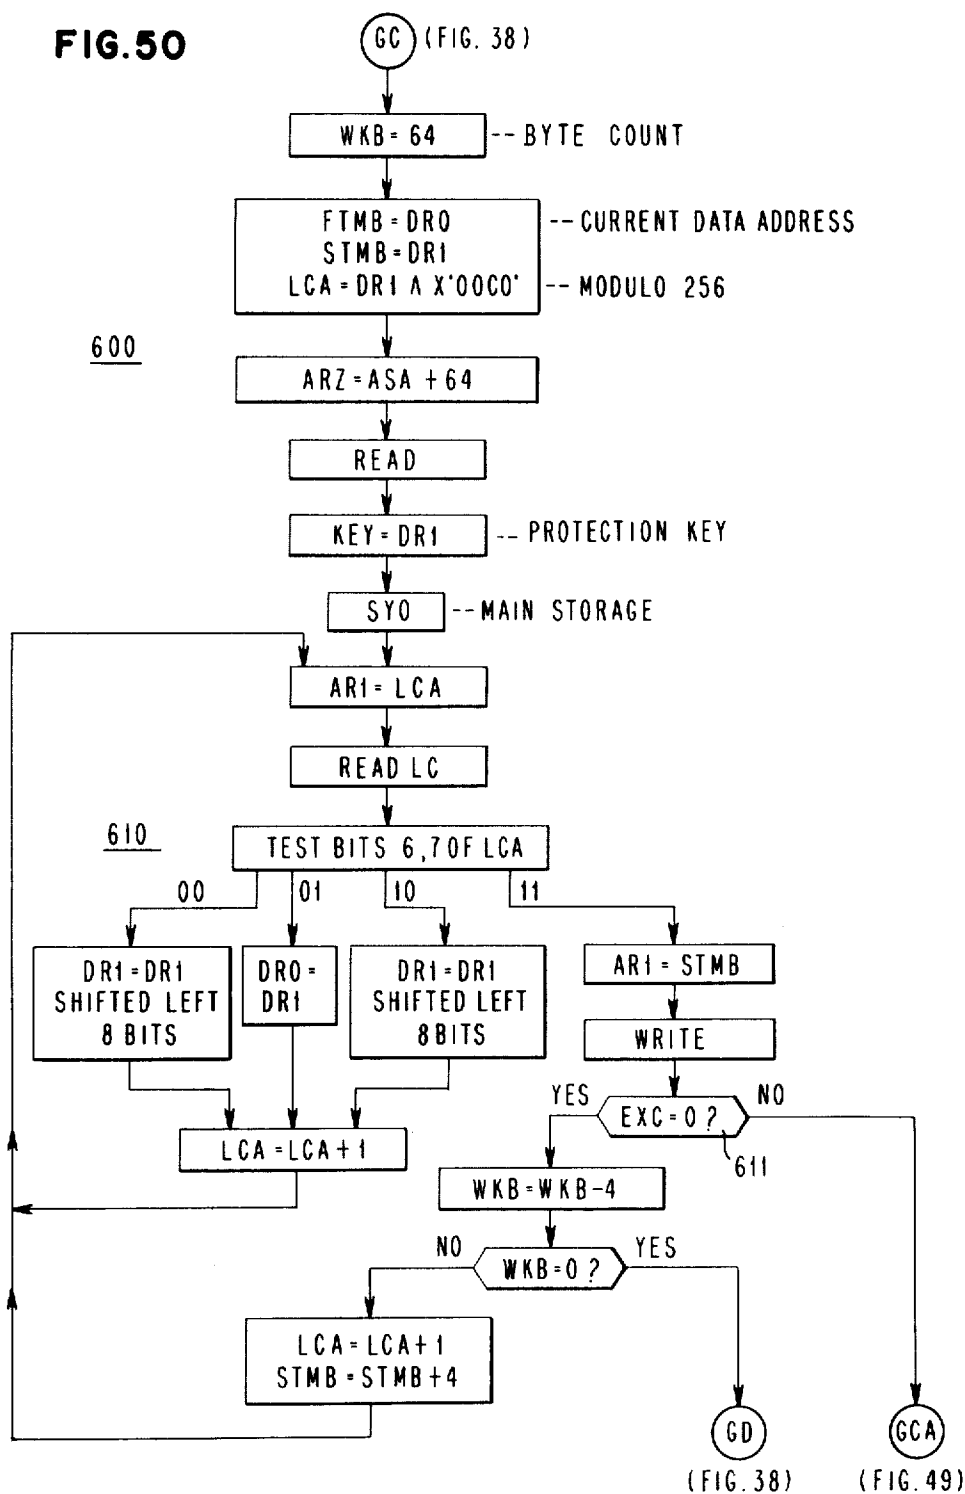 FIG.50
GC (FIG. 38)
WKB = 64 -- BYTE COUNT
FTMB = DR0 -- CURRENT DATA ADDRESS
STMB = DR1
LCA = DR1 Λ X'00C0' -- MODULO 256
600
ARZ = ASA + 64
READ
KEY = DR1 -- PROTECTION KEY
SYO -- MAIN STORAGE
AR1 = LCA
READ LC
610
TEST BITS 6,7 OF LCA
00 01 10 11
DR1 = DR1
SHIFTED LEFT
8 BITS
DR0 =
DR1
DR1 = DR1
SHIFTED LEFT
8 BITS
AR1 = STMB
WRITE
YES EXC = 0 ? NO
611
LCA = LCA + 1
WKB = WKB - 4
NO WKB = 0 ? YES
LCA = LCA + 1
STMB = STMB + 4
GD
(FIG. 38)
GCA
(FIG. 49)